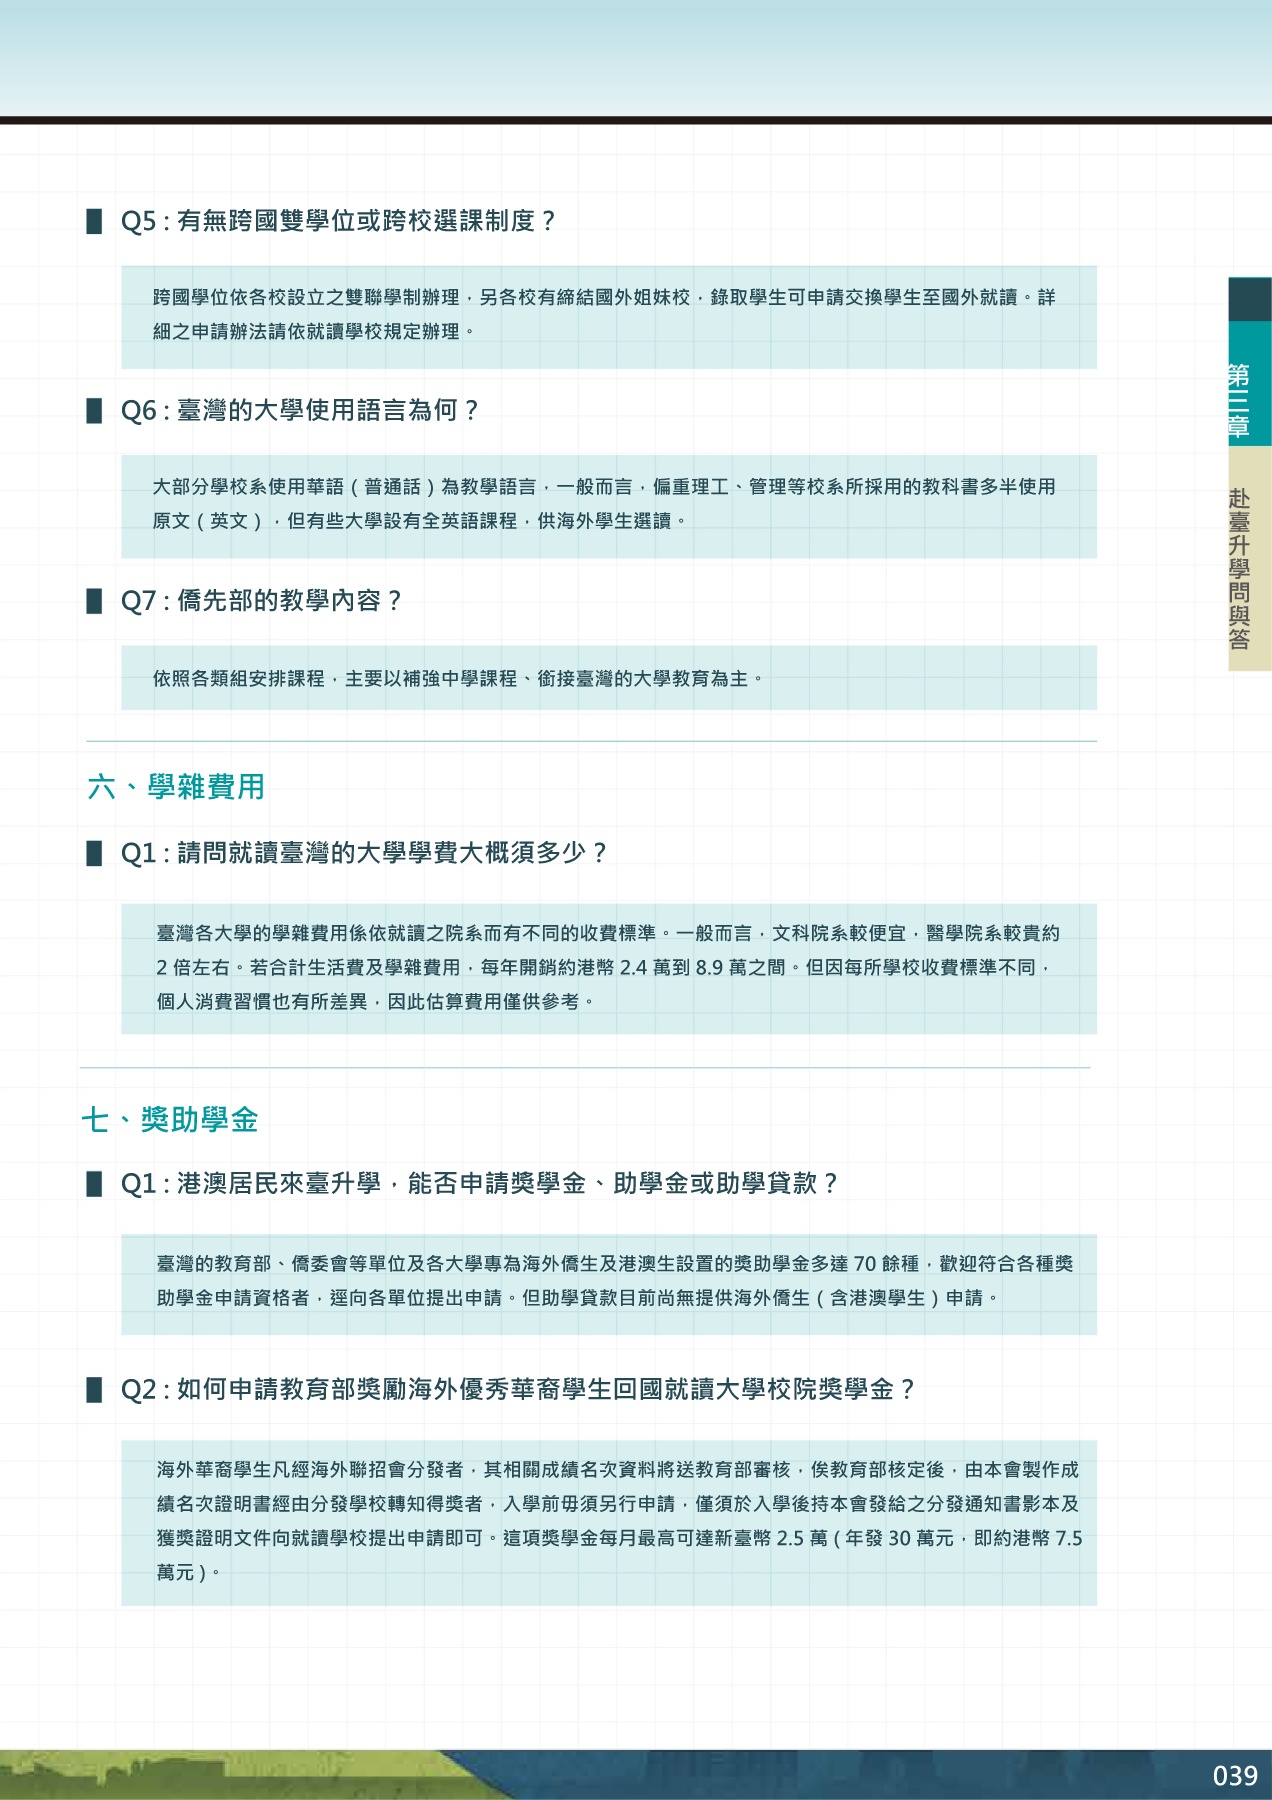 Q5 : 有無跨國雙學位或跨校選課制度？
跨國學位依各校設立之雙聯學制辦理，另各校有締結國外姐妹校，錄取學生可申請交換學生至國外就讀。詳
細之申請辦法請依就讀學校規定辦理。
Q6 : 臺灣的大學使用語言為何？
大部分學校系使用華語（普通話）為教學語言，一般而言，偏重理工、管理等校系所採用的教科書多半使用
原文（英文），但有些大學設有全英語課程，供海外學生選讀。
Q7 : 僑先部的教學內容？
依照各類組安排課程，主要以補強中學課程、銜接臺灣的大學教育為主。
六、學雜費用
Q1 : 請問就讀臺灣的大學學費大概須多少？
臺灣各大學的學雜費用係依就讀之院系而有不同的收費標準。一般而言，文科院系較便宜，醫學院系較貴約
2 倍左右。若合計生活費及學雜費用，每年開銷約港幣 2.4 萬到 8.9 萬之間。但因每所學校收費標準不同，
個人消費習慣也有所差異，因此估算費用僅供參考。
七、獎助學金
Q1 : 港澳居民來臺升學，能否申請獎學金、助學金或助學貸款？
臺灣的教育部、僑委會等單位及各大學專為海外僑生及港澳生設置的獎助學金多達 70 餘種，歡迎符合各種獎
助學金申請資格者，逕向各單位提出申請。但助學貸款目前尚無提供海外僑生（含港澳學生）申請。
Q2 : 如何申請教育部獎勵海外優秀華裔學生回國就讀大學校院獎學金？
海外華裔學生凡經海外聯招會分發者，其相關成績名次資料將送教育部審核，俟教育部核定後，由本會製作成
績名次證明書經由分發學校轉知得獎者，入學前毋須另行申請，僅須於入學後持本會發給之分發通知書影本及
獲獎證明文件向就讀學校提出申請即可。這項獎學金每月最高可達新臺幣 2.5 萬 ( 年發 30 萬元，即約港幣 7.5
萬元 )。
第三章
赴臺升學問與答
039